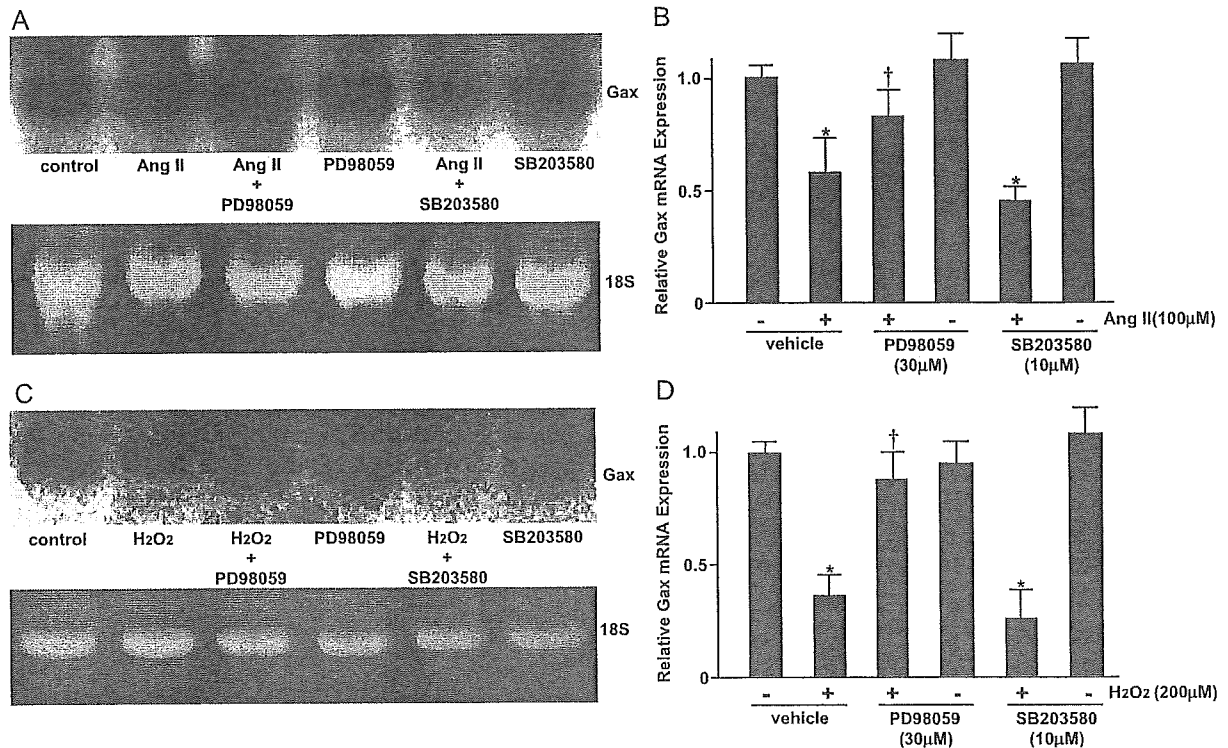 A
Gax
control Ang II Ang II PD98059 Ang II SB203580
+ +
PD98059 SB203580
18S
B
Relative Gax mRNA Expression
1.0
0.5
0
*
†
*
- + + - + - Ang II(100µM)
vehicle PD98059 SB203580
(30µM) (10µM)
C
Gax
control H2O2 H2O2 PD98059 H2O2 SB203580
+ +
PD98059 SB203580
18S
D
Relative Gax mRNA Expression
1.0
0.5
0
*
†
*
- + + - + - H2O2 (200µM)
vehicle PD98059 SB203580
(30µM) (10µM)